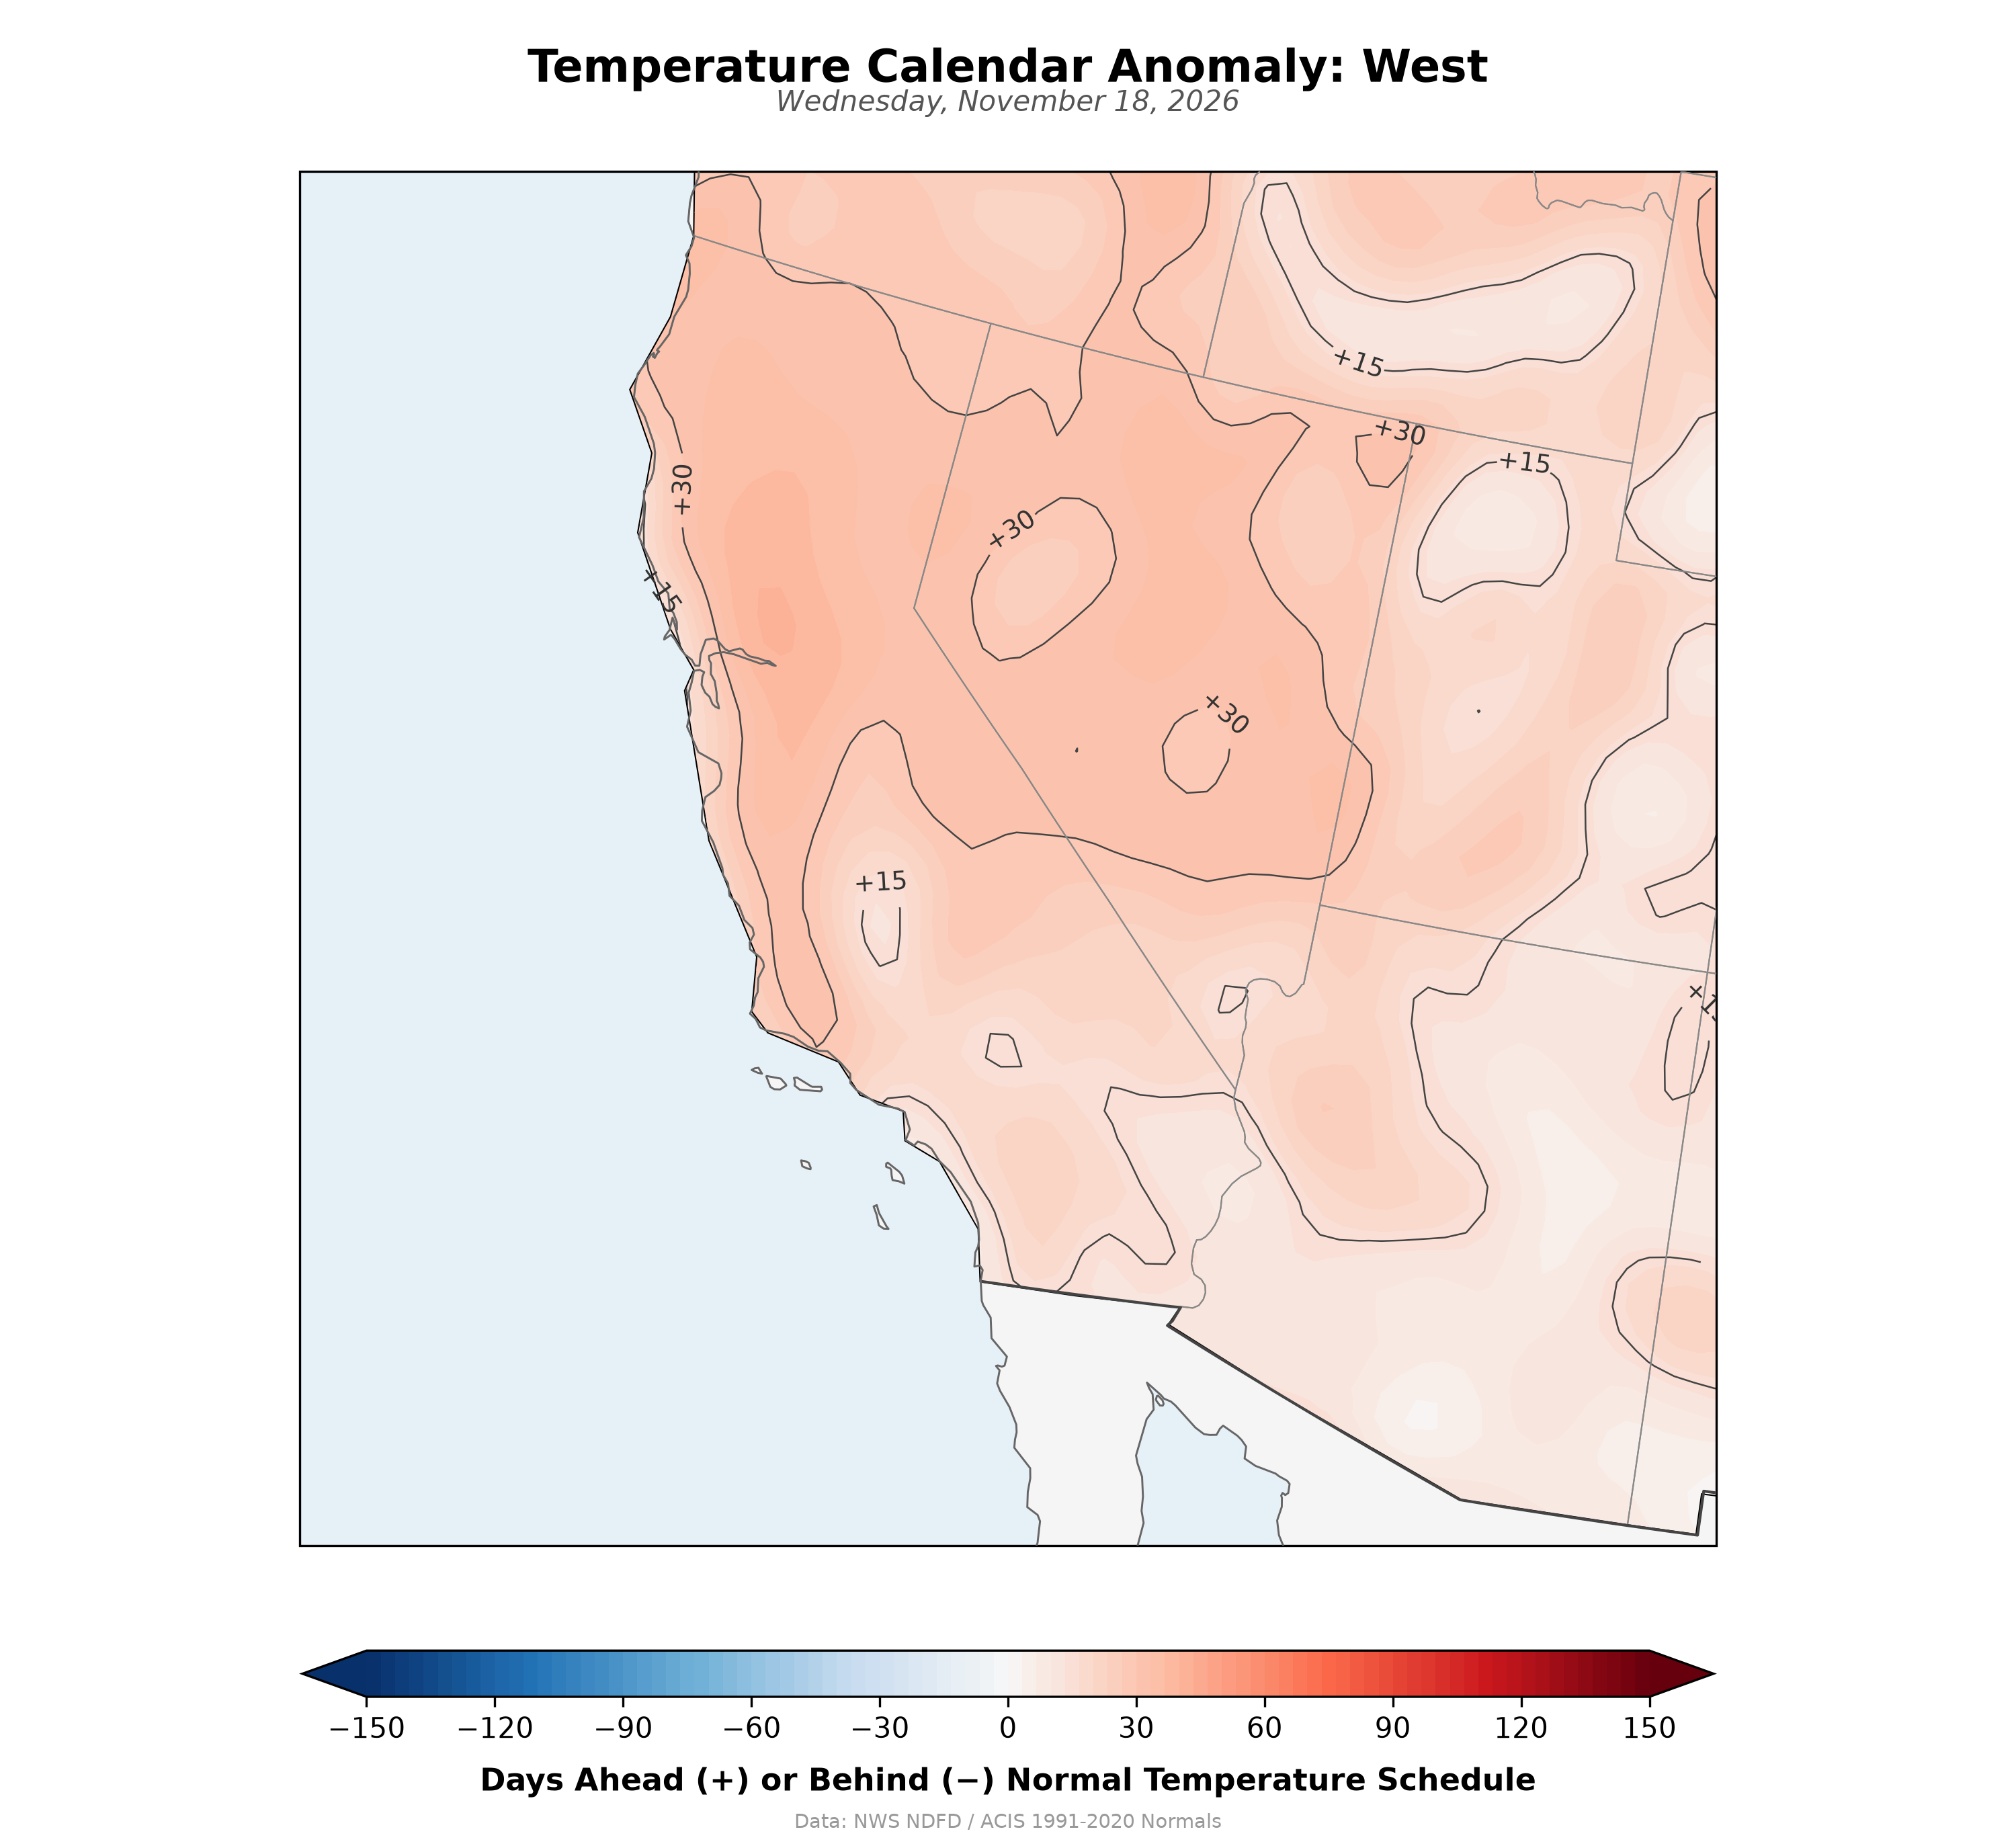 Temperature Calendar Anomaly: West
Wednesday, November 18, 2026
+15
+30
+15
+30
+30
+15
+30
+15
−150 −120 −90 −60 −30 0 30 60 90 120 150
Days Ahead (+) or Behind (−) Normal Temperature Schedule
Data: NWS NDFD / ACIS 1991-2020 Normals